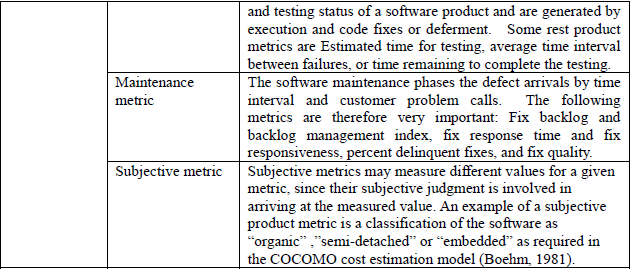 and testing status of a software product and are generated by
execution and code fixes or deferment. Some rest product
metrics are Estimated time for testing, average time interval
between failures, or time remaining to complete the testing.
Maintenance
metric
The software maintenance phases the defect arrivals by time
interval and customer problem calls. The following
metrics are therefore very important: Fix backlog and
backlog management index, fix response time and fix
responsiveness, percent delinquent fixes, and fix quality.
Subjective metric
Subjective metrics may measure different values for a given
metric, since their subjective judgment is involved in
arriving at the measured value. An example of a subjective
product metric is a classification of the software as
“organic” ,”semi-detached” or “embedded” as required in
the COCOMO cost estimation model (Boehm, 1981).